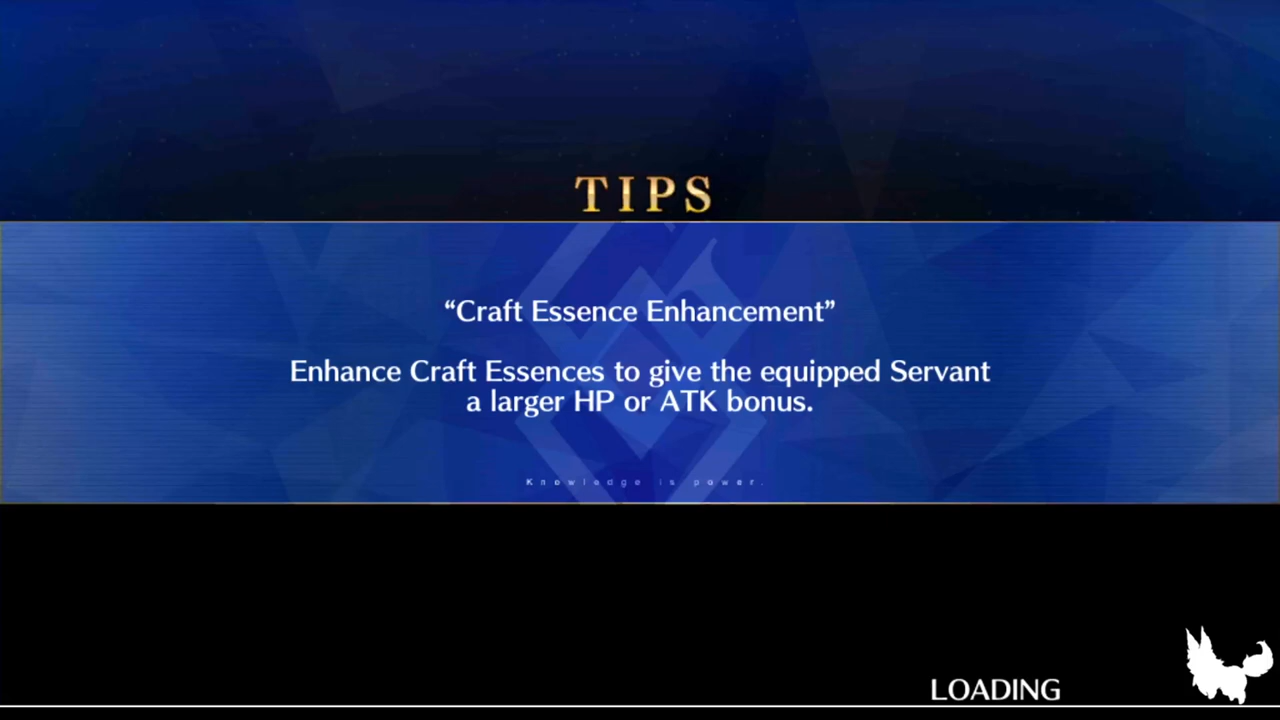 TIPS
“Craft Essence Enhancement”
Enhance Craft Essences to give the equipped Servant
a larger HP or ATK bonus.
Knowledge is power.
LOADING